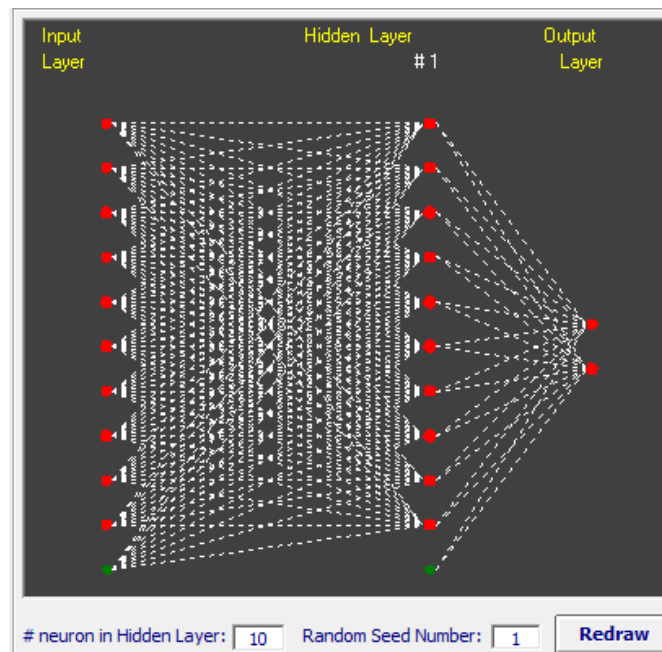 Input Hidden Layer Output
Layer # 1 Layer
# neuron in Hidden Layer: 10 Random Seed Number: 1 Redraw